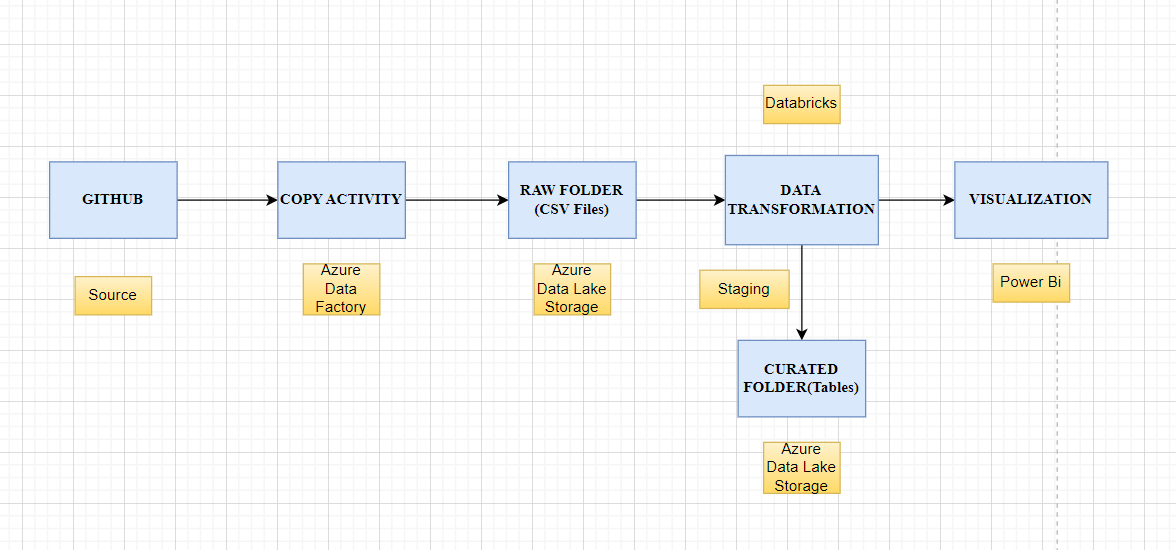 Databricks
GITHUB
COPY ACTIVITY
RAW FOLDER
(CSV Files)
DATA
TRANSFORMATION
VISUALIZATION
Source
Azure
Data
Factory
Azure
Data Lake
Storage
Staging
Power Bi
CURATED
FOLDER(Tables)
Azure
Data Lake
Storage